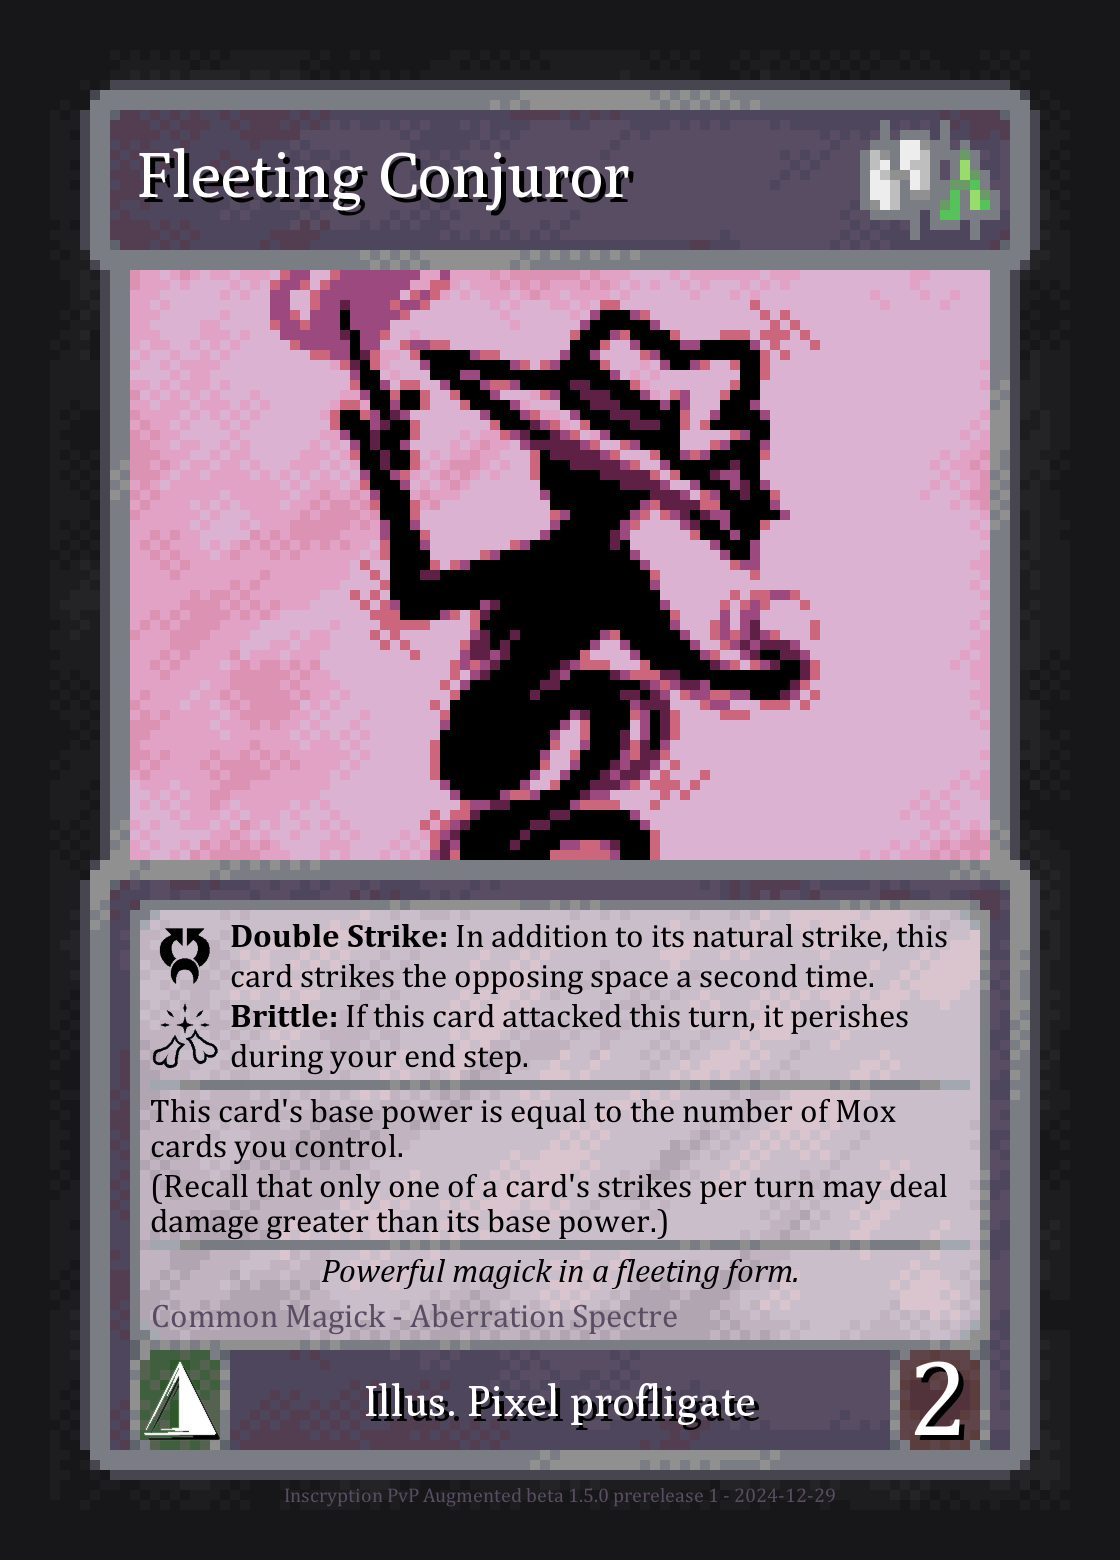 Fleeting Conjuror
Double Strike: In addition to its natural strike, this
card strikes the opposing space a second time.
Brittle: If this card attacked this turn, it perishes
during your end step.
This card's base power is equal to the number of Mox
cards you control.
(Recall that only one of a card's strikes per turn may deal
damage greater than its base power.)
Powerful magick in a fleeting form.
Common Magick - Aberration Spectre
Illus. Pixel profligate
2
Inscryption PvP Augmented beta 1.5.0 prerelease 1 - 2024-12-29